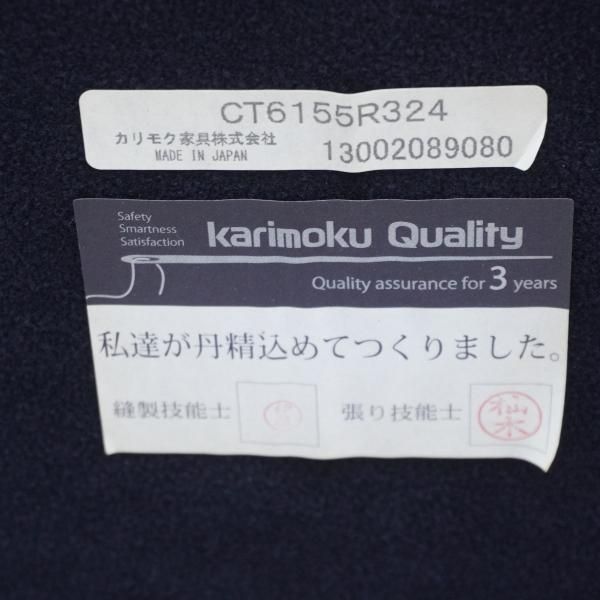 CT6155R324
カリモク家具株式会社
MADE IN JAPAN
13002089080
Safety
Smartness
Satisfaction
karimoku Quality
Quality assurance for 3 years
私達が丹精込めてつくりました。
縫製技能士 張り技能士